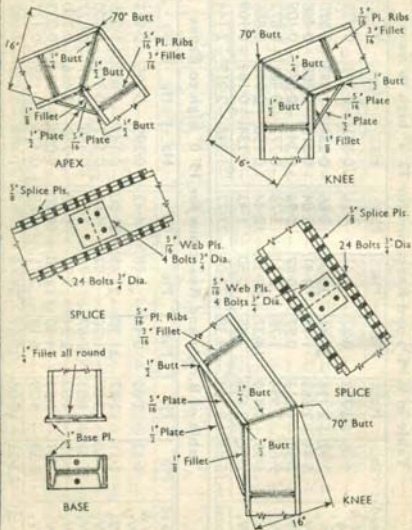 70° Butt
5/16" Pl. Ribs
3/16" Fillet
16"
1/4" Butt
1/2" Butt
1/8" Fillet
1/2" Plate
5/16" Plate
1/2" Butt
APEX
70° Butt
5/16" Pl. Ribs
3/16" Fillet
1/4" Butt
1/2" Butt
1/2" Butt
5/16" Plate
1/2" Plate
1/8" Fillet
16"
KNEE
5/8" Splice Pls.
5/16" Web Pls.
4 Bolts 3/4" Dia.
24 Bolts 3/4" Dia.
SPLICE
5/8" Splice Pls.
24 Bolts 3/4" Dia.
5/16" Web Pls.
4 Bolts 3/4" Dia.
SPLICE
1/4" Fillet all round
1/2" Base Pl.
BASE
5/16" Pl. Ribs
3/16" Fillet
1/2" Butt
1/4" Butt
5/16" Plate
1/2" Plate
1/8" Fillet
70° Butt
1/2" Butt
KNEE
16"